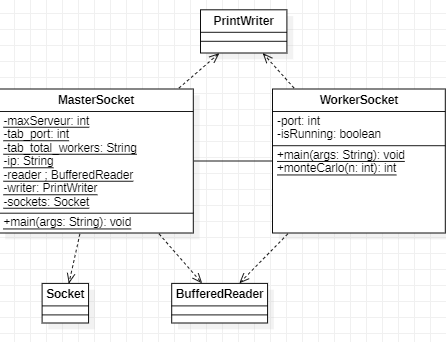 PrintWriter
MasterSocket
-maxServeur: int
-tab_port: int
-tab_total_workers: String
-ip: String
-reader ; BufferedReader
-writer: PrintWriter
-sockets: Socket
+main(args: String): void
WorkerSocket
-port: int
-isRunning: boolean
+main(args: String): void
+monteCarlo(n: int): int
Socket
BufferedReader